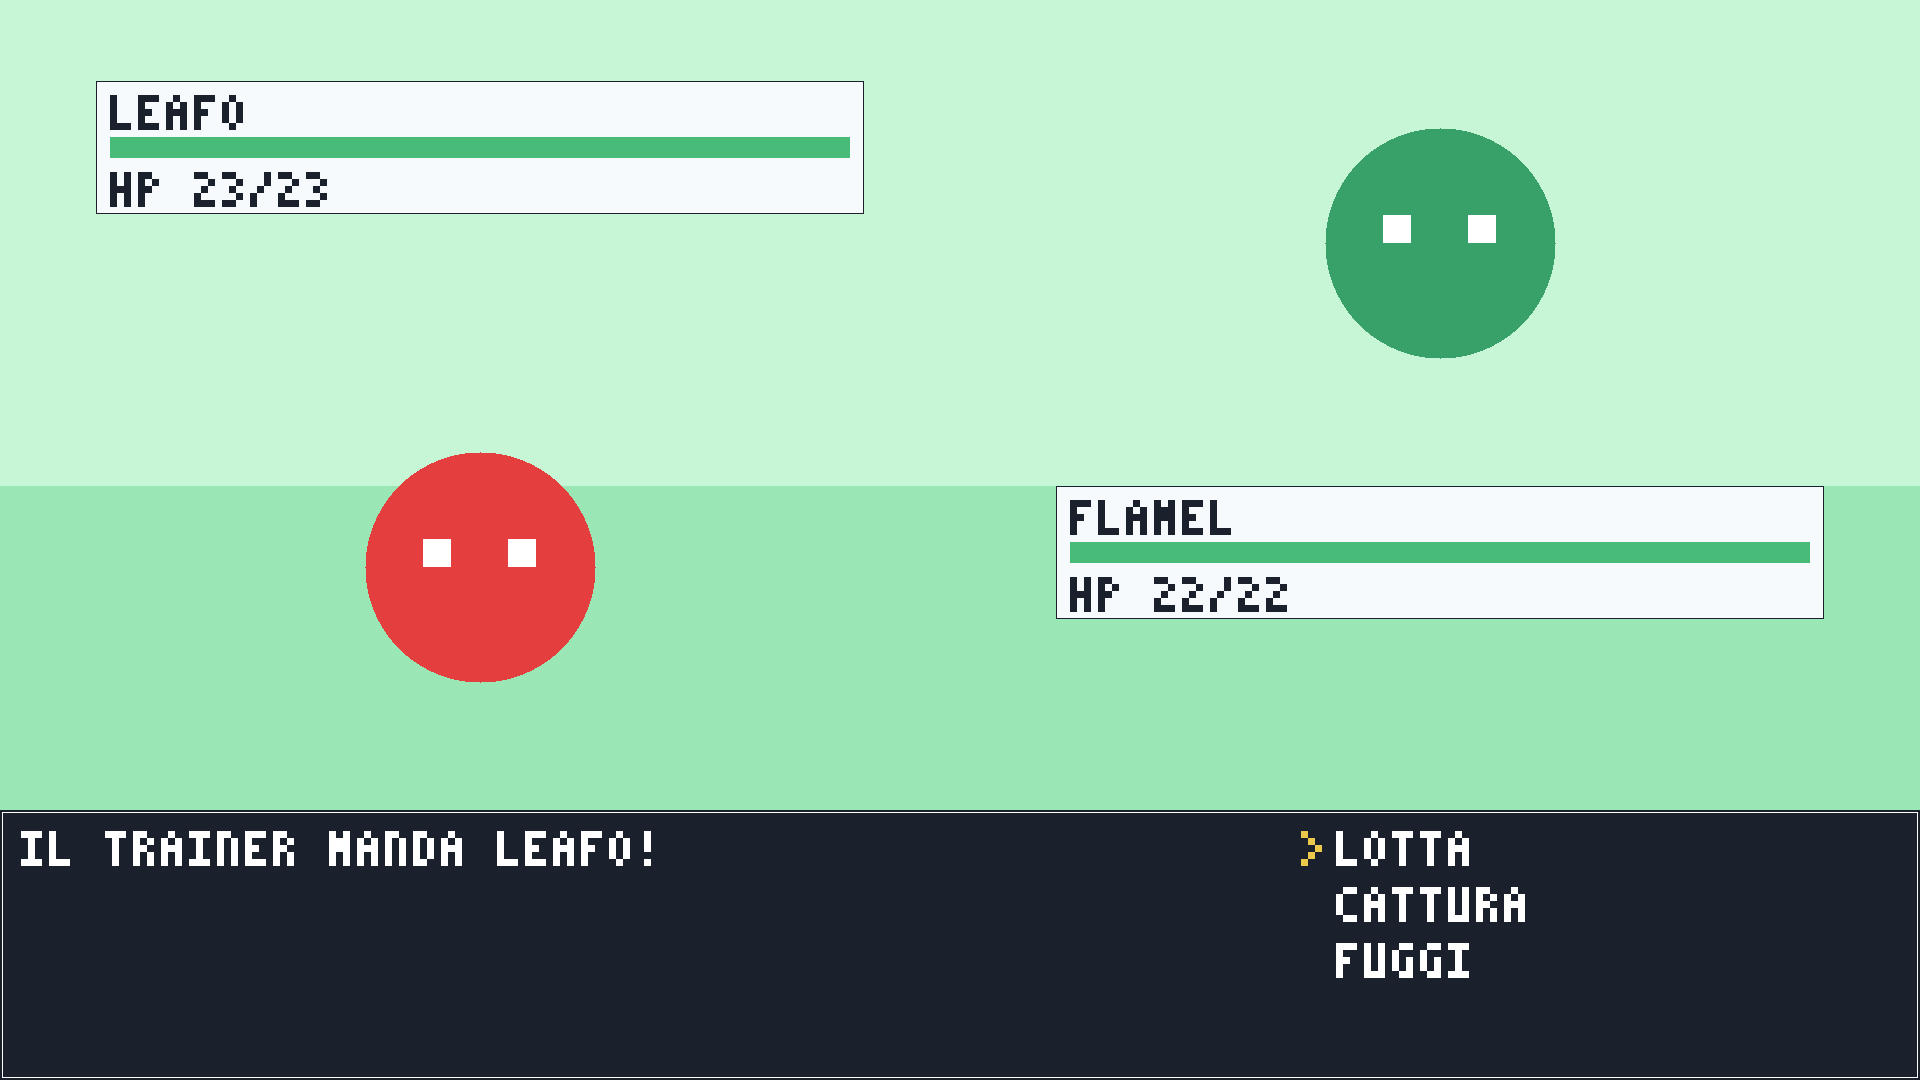 LEAFO
HP 23/23
FLAMEL
HP 22/22
IL TRAINER MANDA LEAFO!
>LOTTA
CATTURA
FUGGI